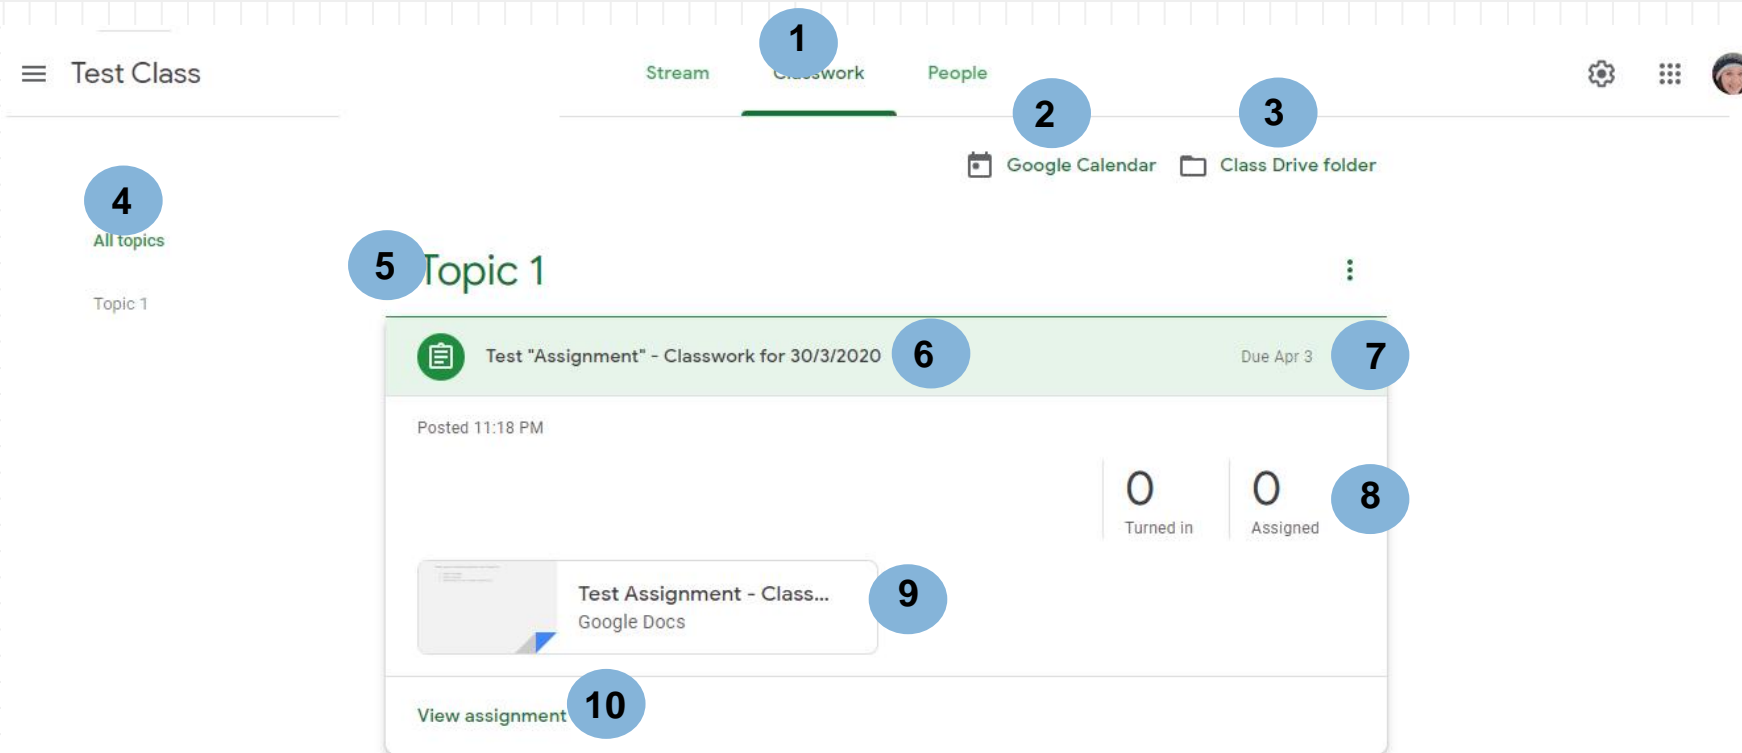 1
Test Class
Stream
Classwork
People
2
3
Google Calendar
Class Drive folder
4
All topics
5
Topic 1
Topic 1
Test "Assignment" - Classwork for 30/3/2020
6
Due Apr 3
7
Posted 11:18 PM
0
Turned in
0
Assigned
8
Test Assignment - Class...
Google Docs
9
View assignment
10